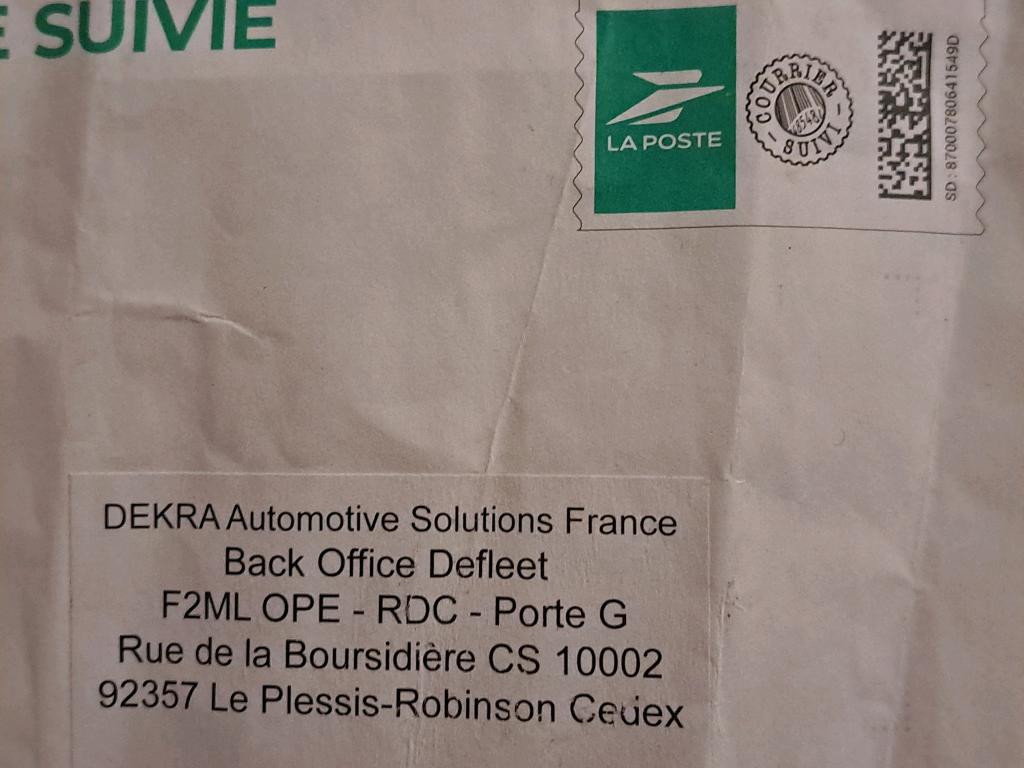 E SUIVIE
LA POSTE
COURRIER
SUIVI
SD : 87000780641549D
DEKRA Automotive Solutions France
Back Office Defleet
F2ML OPE - RDC - Porte G
Rue de la Boursidière CS 10002
92357 Le Plessis-Robinson Cedex